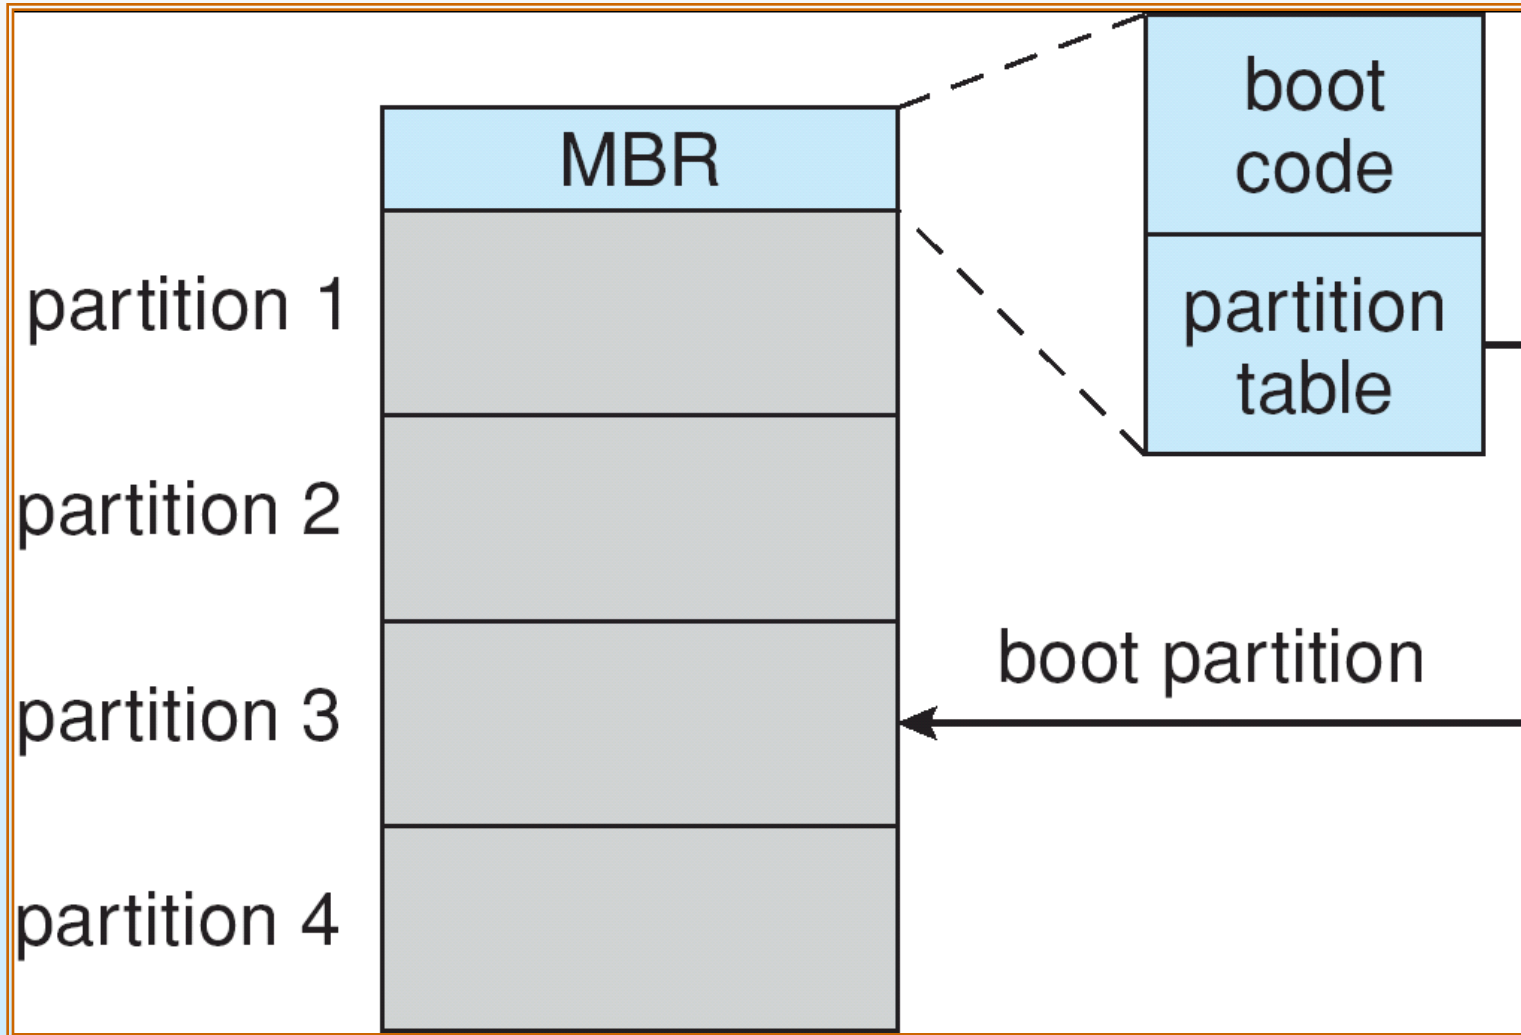 MBR
boot
code
partition
table
partition 1
partition 2
partition 3
partition 4
boot partition